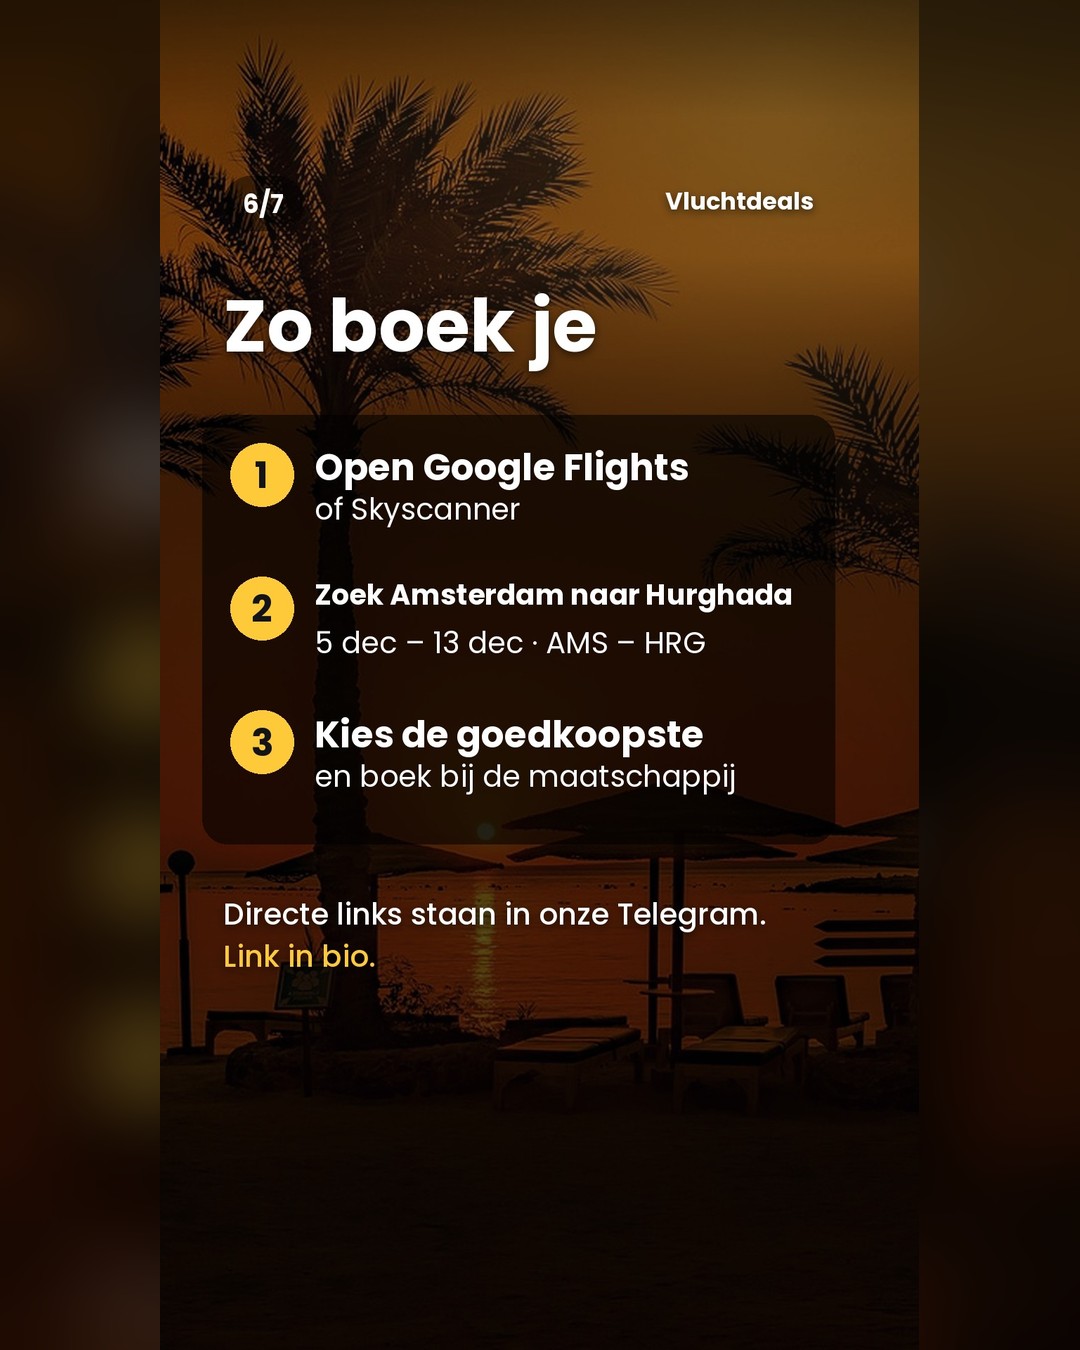 6/7
Vluchtdeals
Zo boek je
1
Open Google Flights
of Skyscanner
2
Zoek Amsterdam naar Hurghada
5 dec – 13 dec · AMS – HRG
3
Kies de goedkoopste
en boek bij de maatschappij
Directe links staan in onze Telegram.
Link in bio.